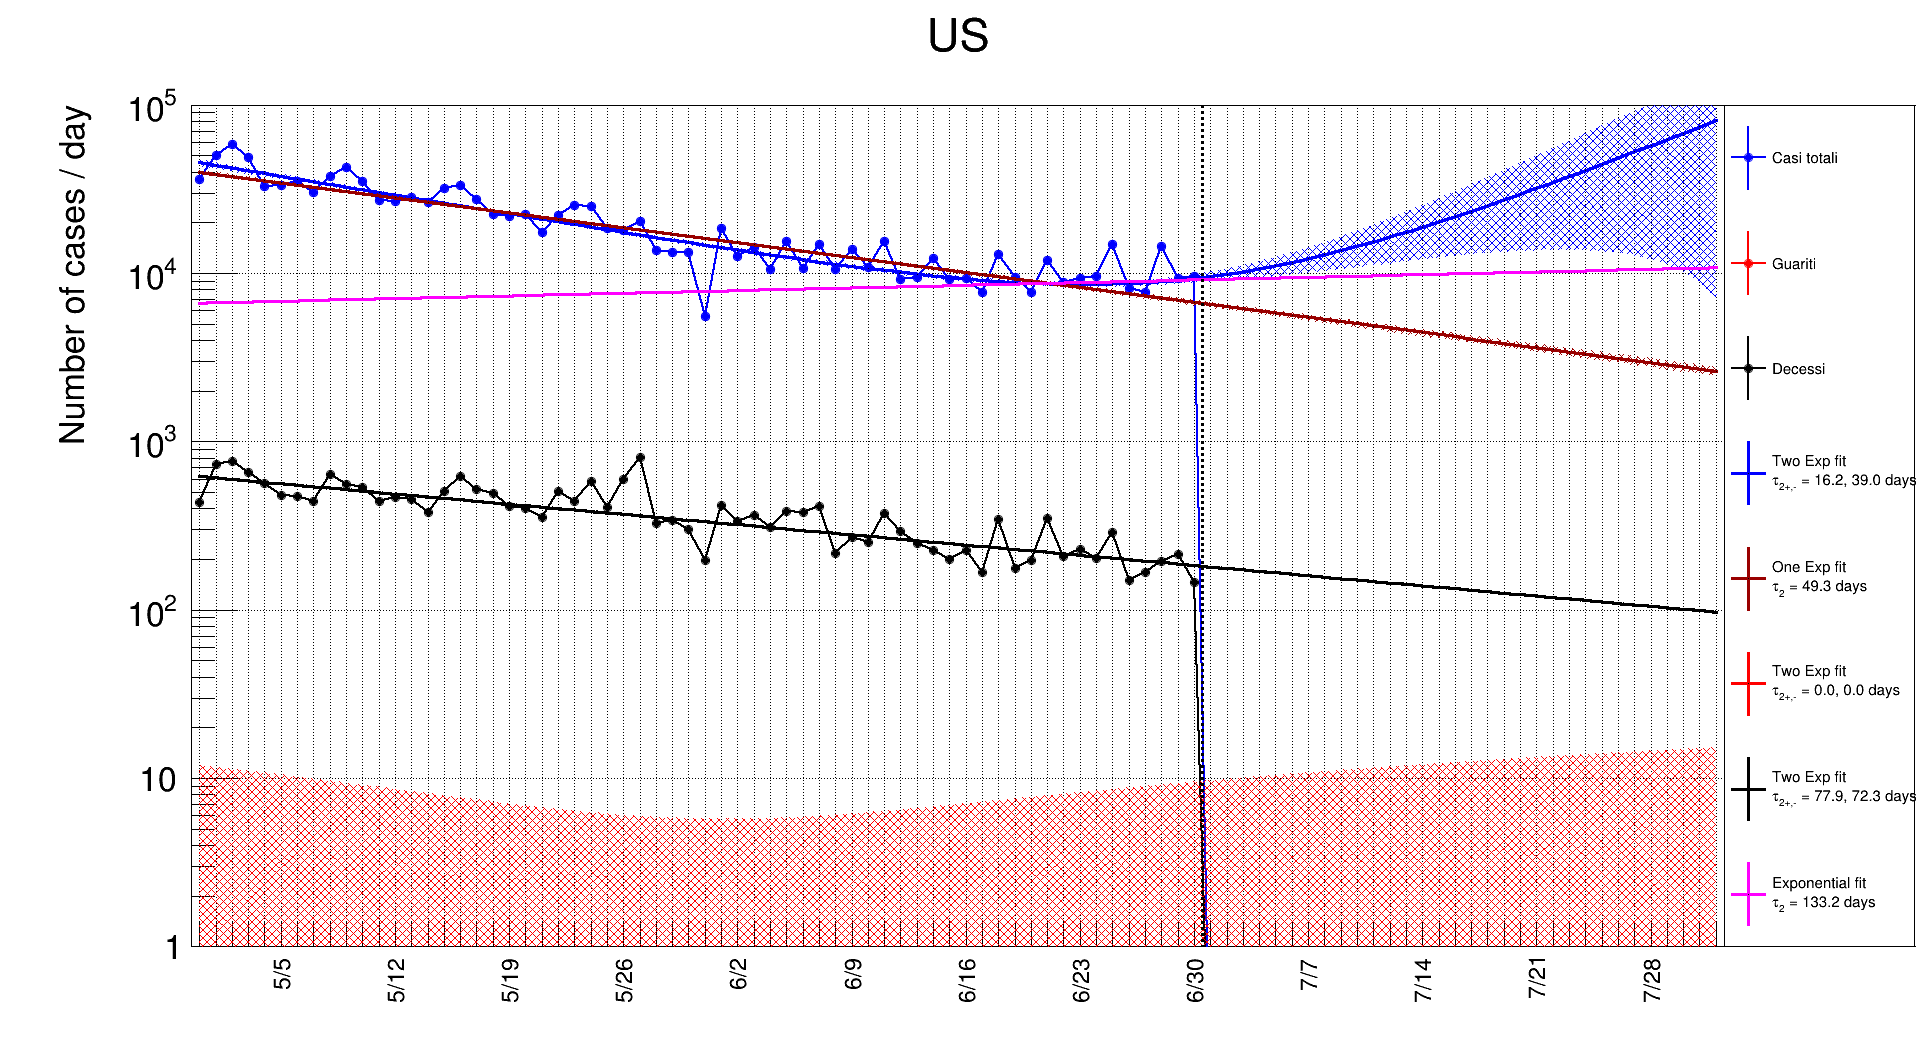 US
Number of cases / day
10^5
10^4
10^3
10^2
10
1
5/5
5/12
5/19
5/26
6/2
6/9
6/16
6/23
6/30
7/7
7/14
7/21
7/28
Casi totali
Guariti
Decessi
Two Exp fit
τ2+,- = 16.2, 39.0 days
One Exp fit
τ2 = 49.3 days
Two Exp fit
τ2+,- = 0.0, 0.0 days
Two Exp fit
τ2+,- = 77.9, 72.3 days
Exponential fit
τ2 = 133.2 days